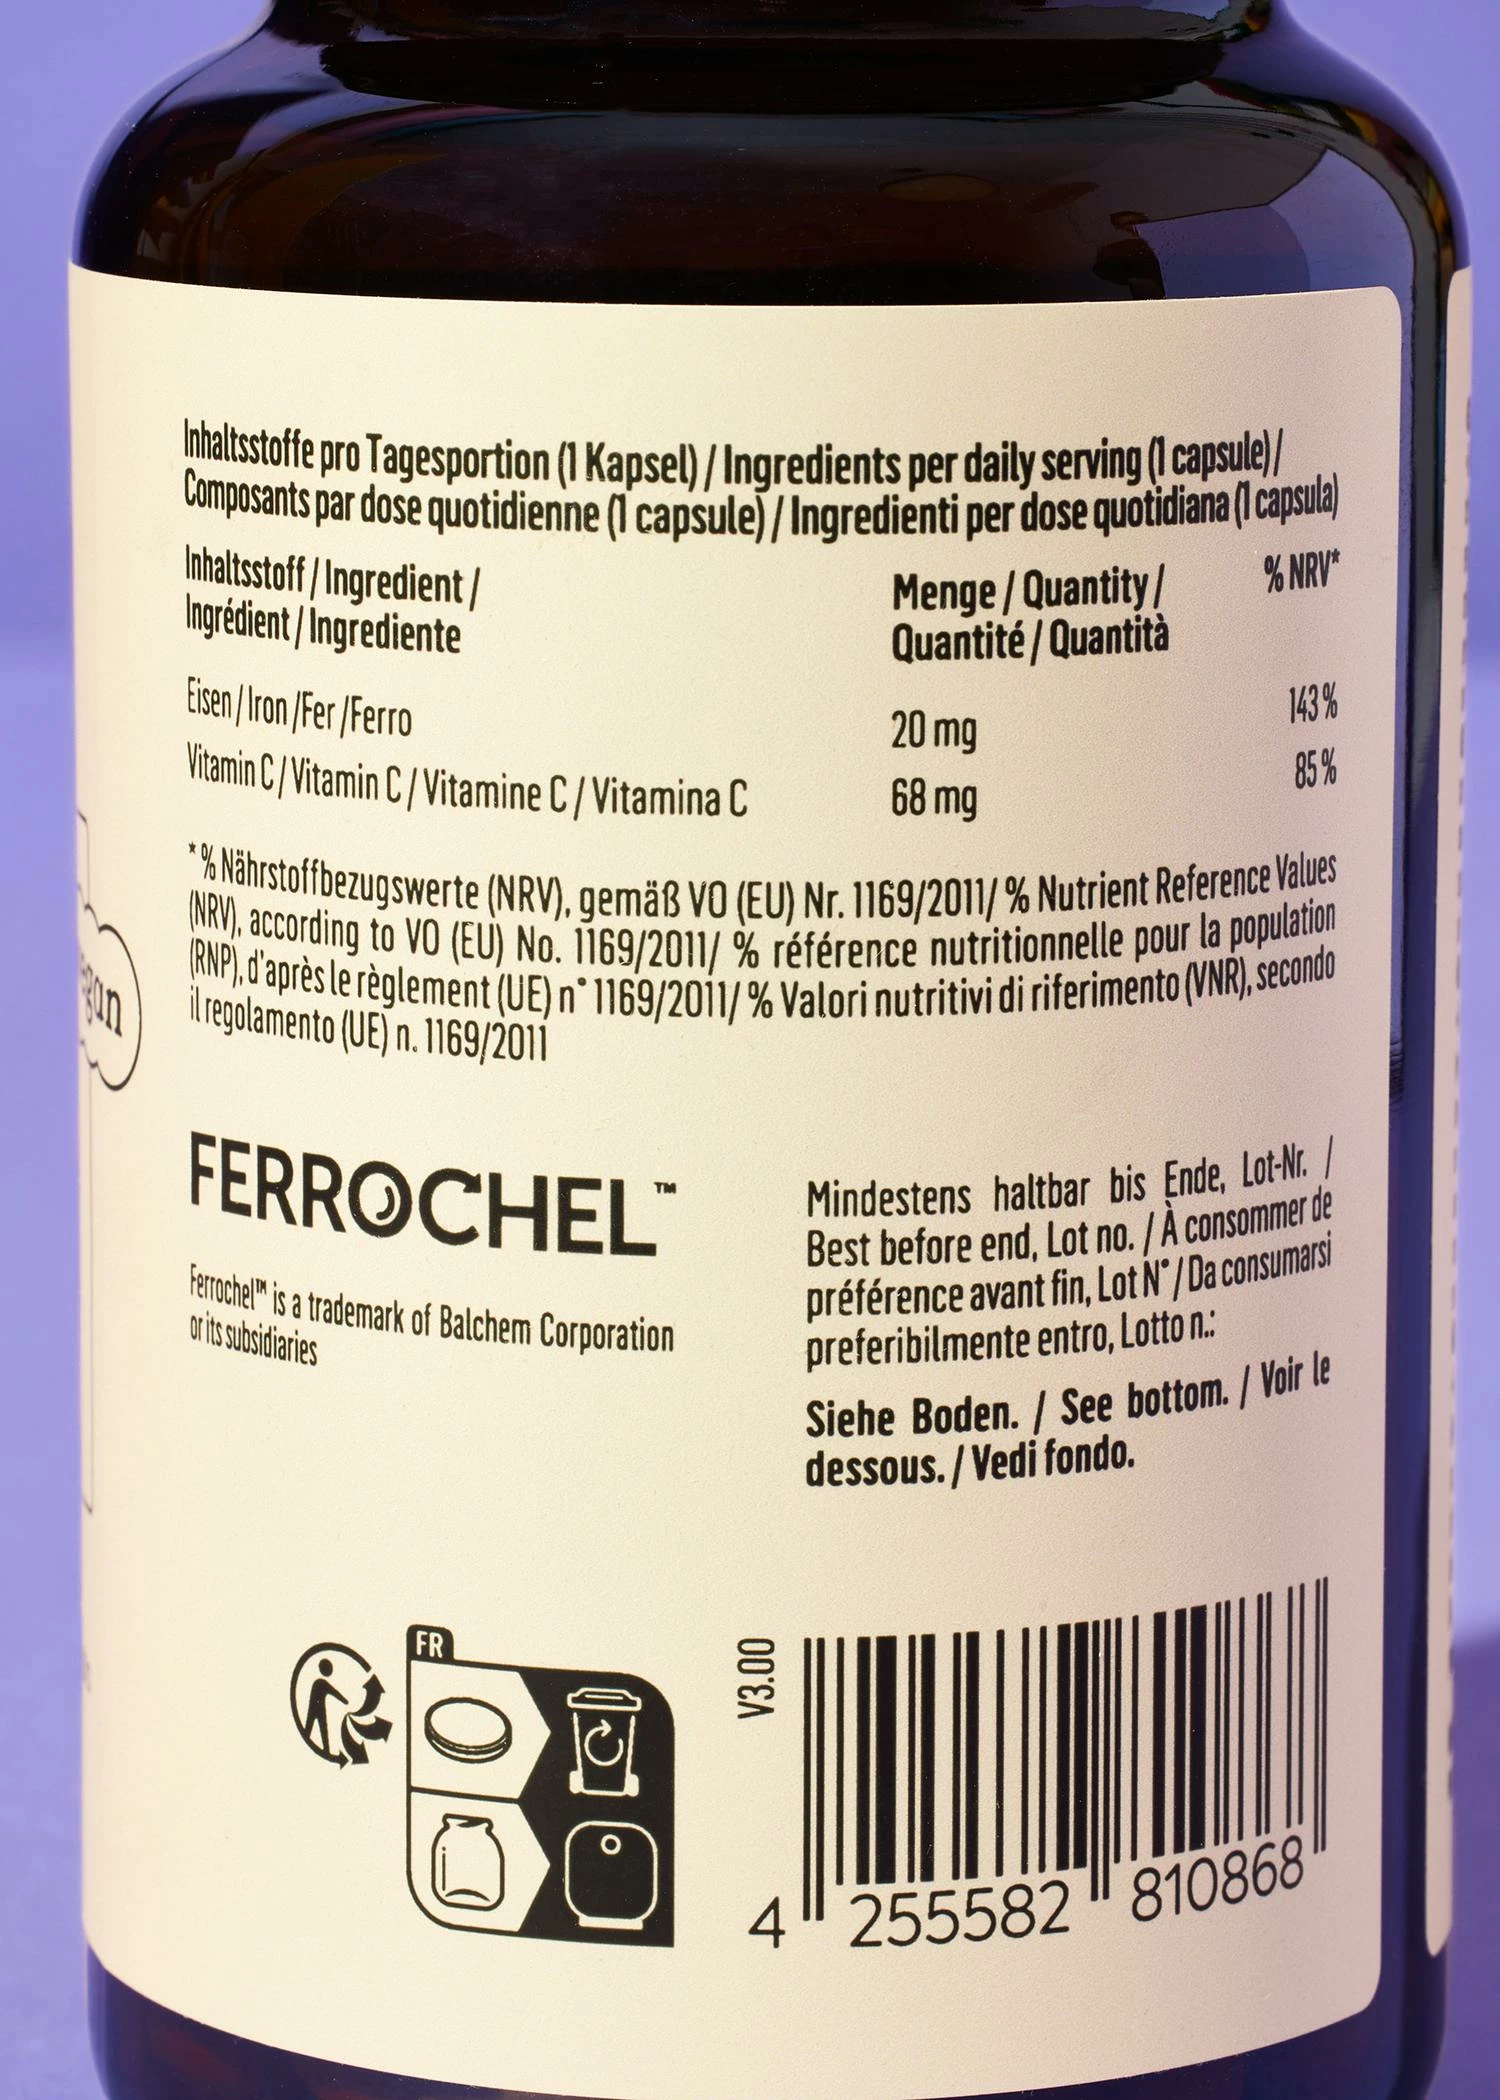 Inhaltsstoffe pro Tagesportion (1 Kapsel) / Ingredients per daily serving (1 capsule) /
Composants par dose quotidienne (1 capsule) / Ingredienti per dose quotidiana (1 capsula)
Inhaltsstoff / Ingredient /
Ingrédient / Ingrediente
Menge / Quantity /
Quantité / Quantità
% NRV*
Eisen / Iron /Fer /Ferro 20 mg 143 %
Vitamin C / Vitamin C / Vitamine C / Vitamina C 68 mg 85 %
* % Nährstoffbezugswerte (NRV), gemäß VO (EU) Nr. 1169/2011/ % Nutrient Reference Values
(NRV), according to VO (EU) No. 1169/2011/ % référence nutritionnelle pour la population
(RNP), d'après le règlement (UE) n° 1169/2011/ % Valori nutritivi di riferimento (VNR), secondo
il regolamento (UE) n. 1169/2011
FERROCHEL™
Ferrochel™ is a trademark of Balchem Corporation
or its subsidiaries
Mindestens haltbar bis Ende, Lot-Nr. /
Best before end, Lot no. / À consommer de
préférence avant fin, Lot N° / Da consumarsi
preferibilmente entro, Lotto n.:
Siehe Boden. / See bottom. / Voir le
dessous. / Vedi fondo.
FR
V3.00
4 255582 810868